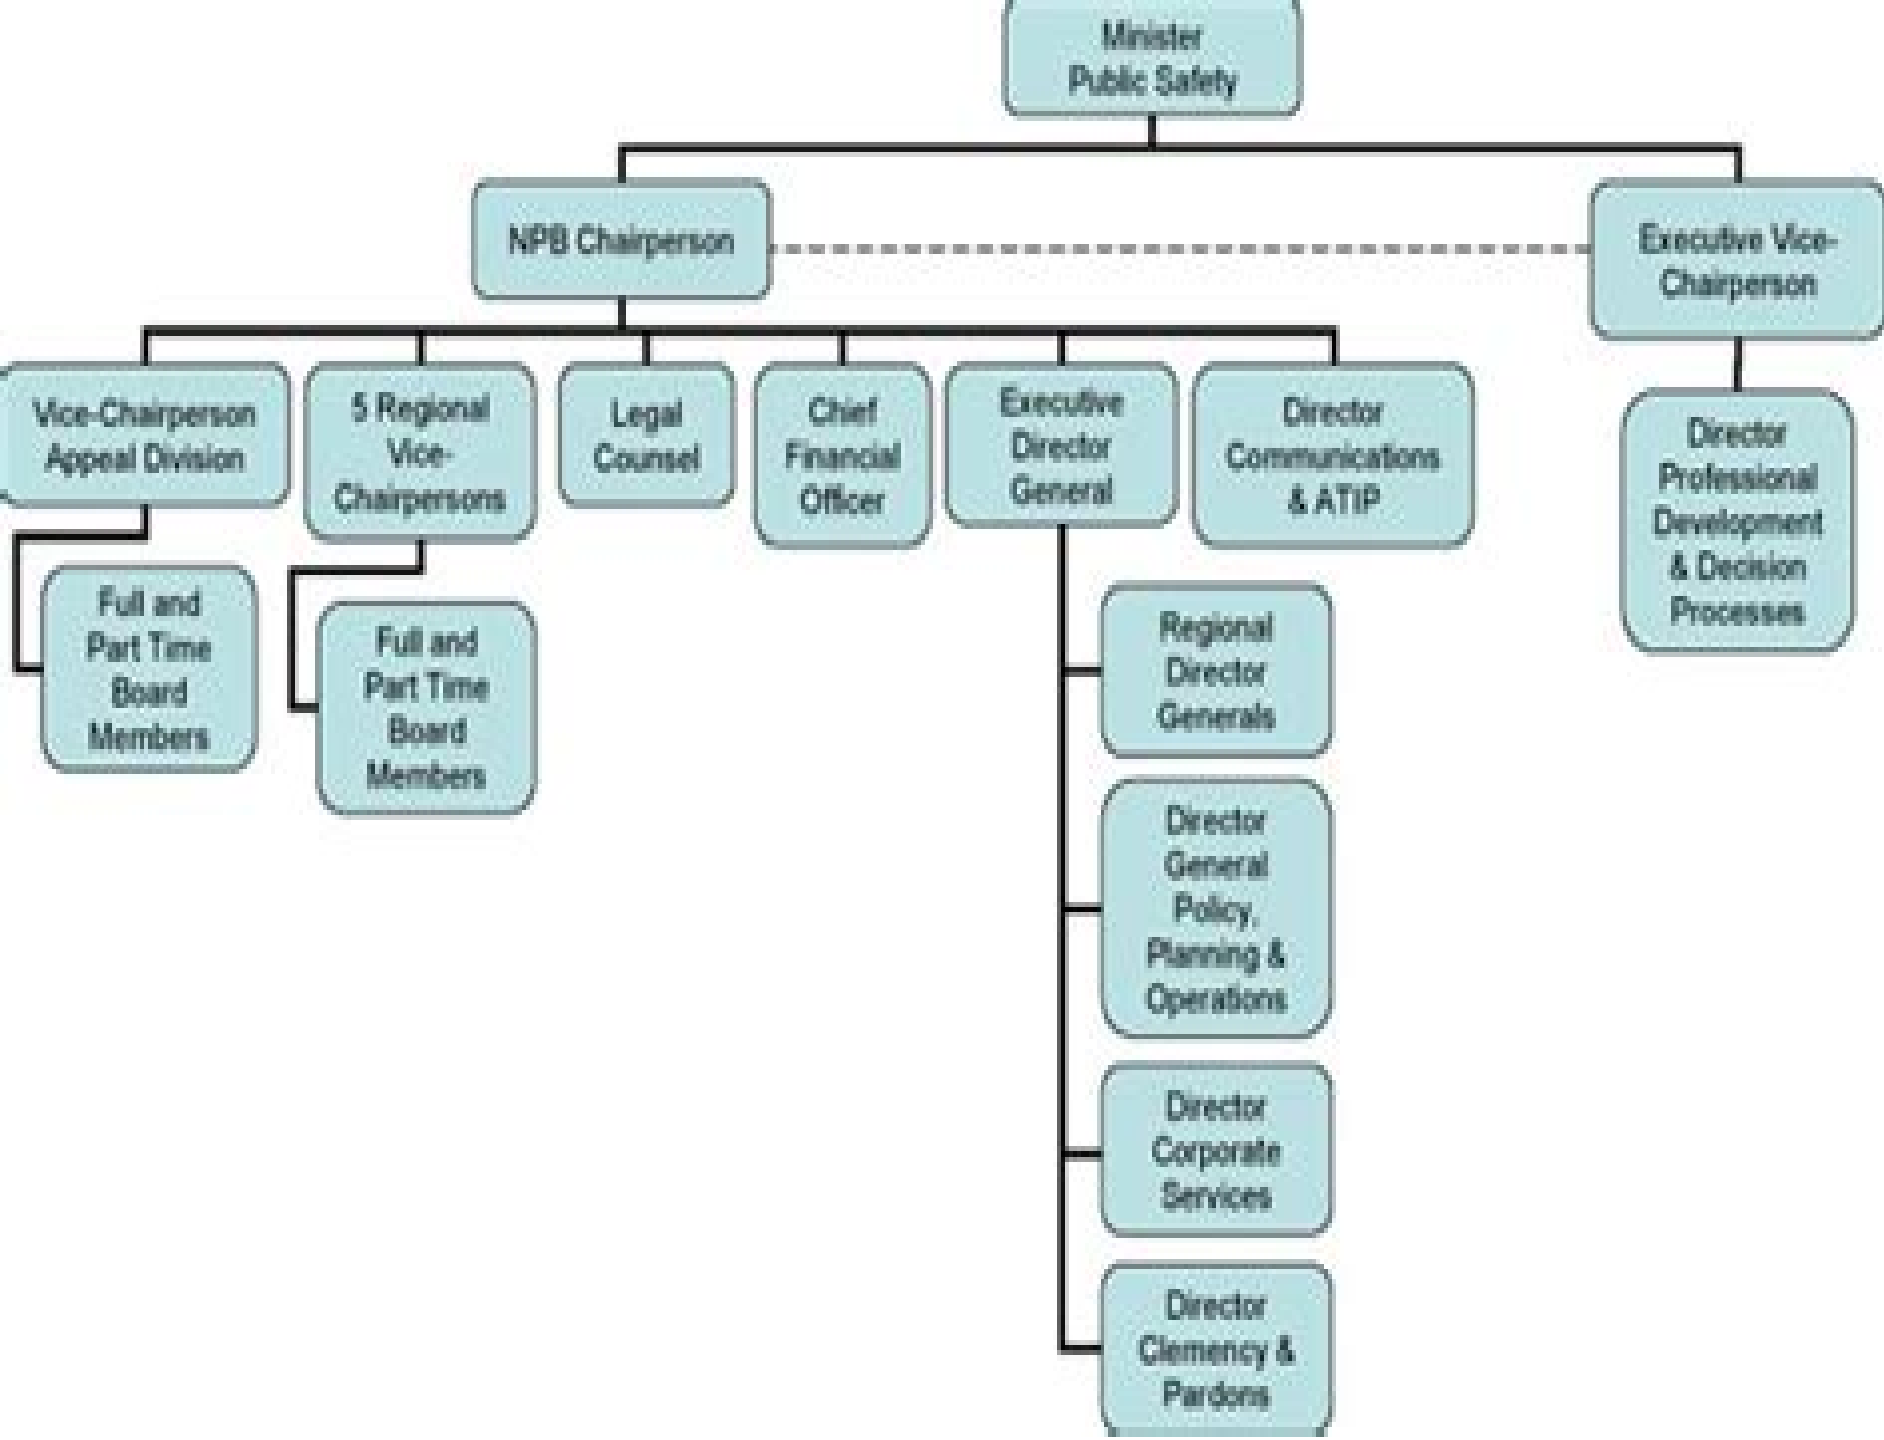 Minister
Public Safety
NPB Chairperson
Executive Vice-
Chairperson
Vice-Chairperson
Appeal Division
5 Regional
Vice-
Chairpersons
Legal
Counsel
Chief
Financial
Officer
Executive
Director
General
Director
Communications
& ATIP
Director
Professional
Development
& Decision
Processes
Full and
Part Time
Board
Members
Full and
Part Time
Board
Members
Regional
Director
Generals
Director
General
Policy,
Planning &
Operations
Director
Corporate
Services
Director
Clemency &
Pardons